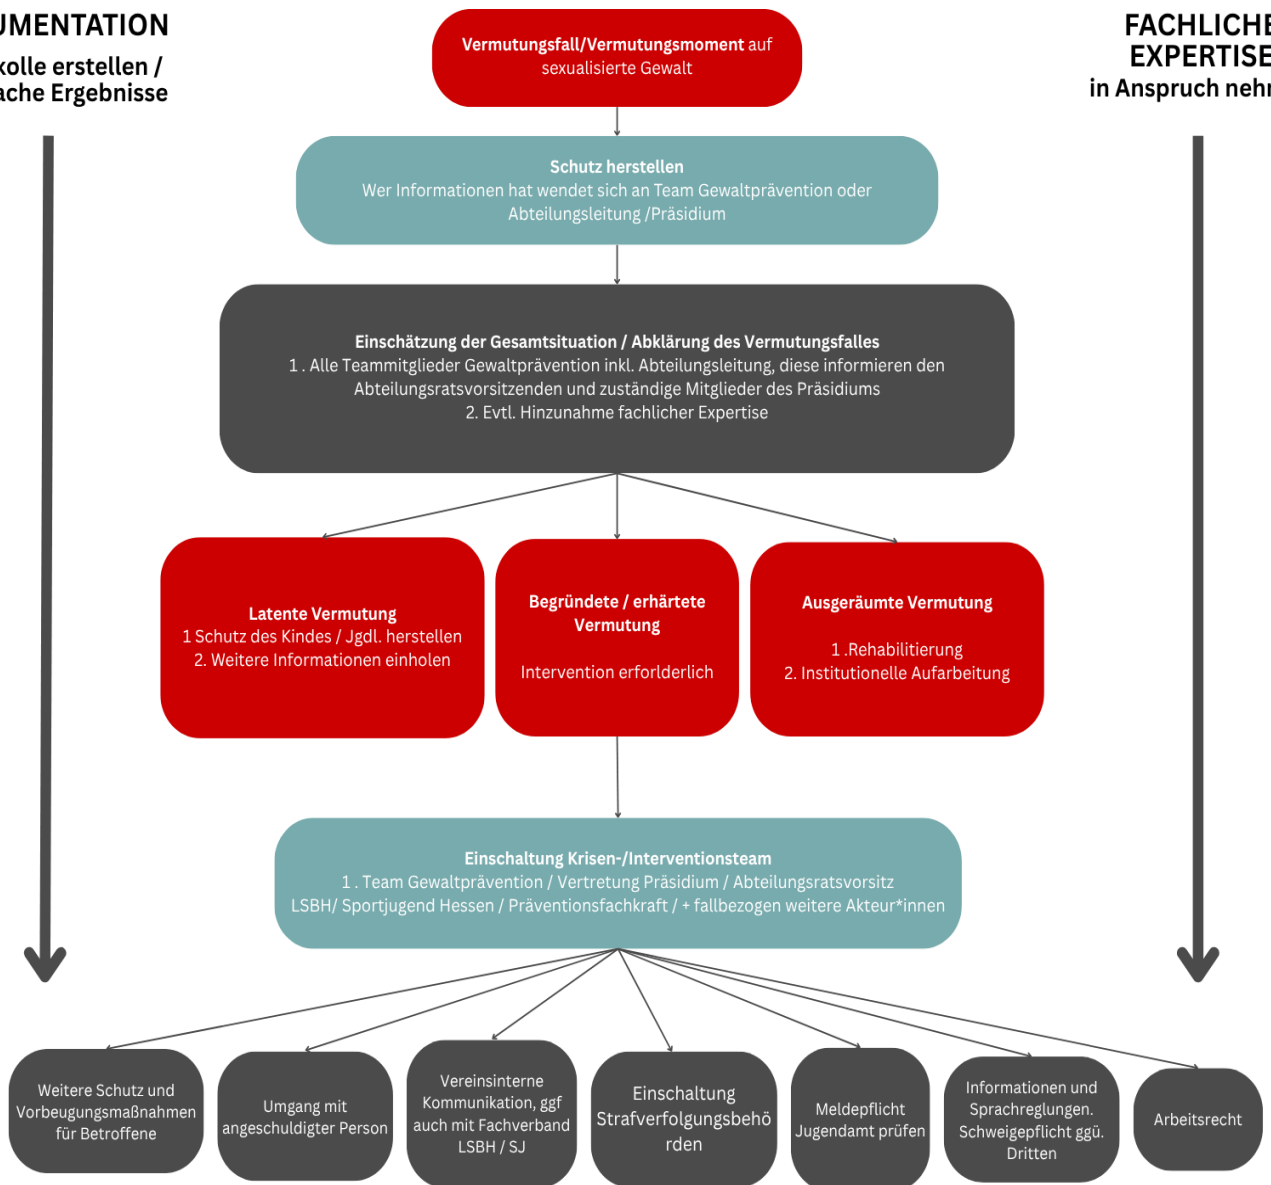 UMENTATION
kolle erstellen /
ache Ergebnisse
FACHLICHE
EXPERTISE
in Anspruch nehr
Vermutungsfall/Vermutungsmoment auf
sexualisierte Gewalt
Schutz herstellen
Wer Informationen hat wendet sich an Team Gewaltprävention oder
Abteilungsleitung /Präsidium
Einschätzung der Gesamtsituation / Abklärung des Vermutungsfalles
1 . Alle Teammitglieder Gewaltprävention inkl. Abteilungsleitung, diese informieren den
Abteilungsratsvorsitzenden und zuständige Mitglieder des Präsidiums
2. Evtl. Hinzunahme fachlicher Expertise
Latente Vermutung
1 Schutz des Kindes / Jgdl. herstellen
2. Weitere Informationen einholen
Begründete / erhärtete
Vermutung
Intervention erforlderlich
Ausgeräumte Vermutung
1 .Rehabilitierung
2. Institutionelle Aufarbeitung
Einschaltung Krisen-/Interventionsteam
1 . Team Gewaltprävention / Vertretung Präsidium / Abteilungsratsvorsitz
LSBH/ Sportjugend Hessen / Präventionsfachkraft / + fallbezogen weitere Akteur*innen
Weitere Schutz und
Vorbeugungsmaßnahmen
für Betroffene
Umgang mit
angeschuldigter Person
Vereinsinterne
Kommunikation, ggf
auch mit Fachverband
LSBH / SJ
Einschaltung
Strafverfolgungsbehö
rden
Meldepflicht
Jugendamt prüfen
Informationen und
Sprachreglungen.
Schweigepflicht ggü.
Dritten
Arbeitsrecht